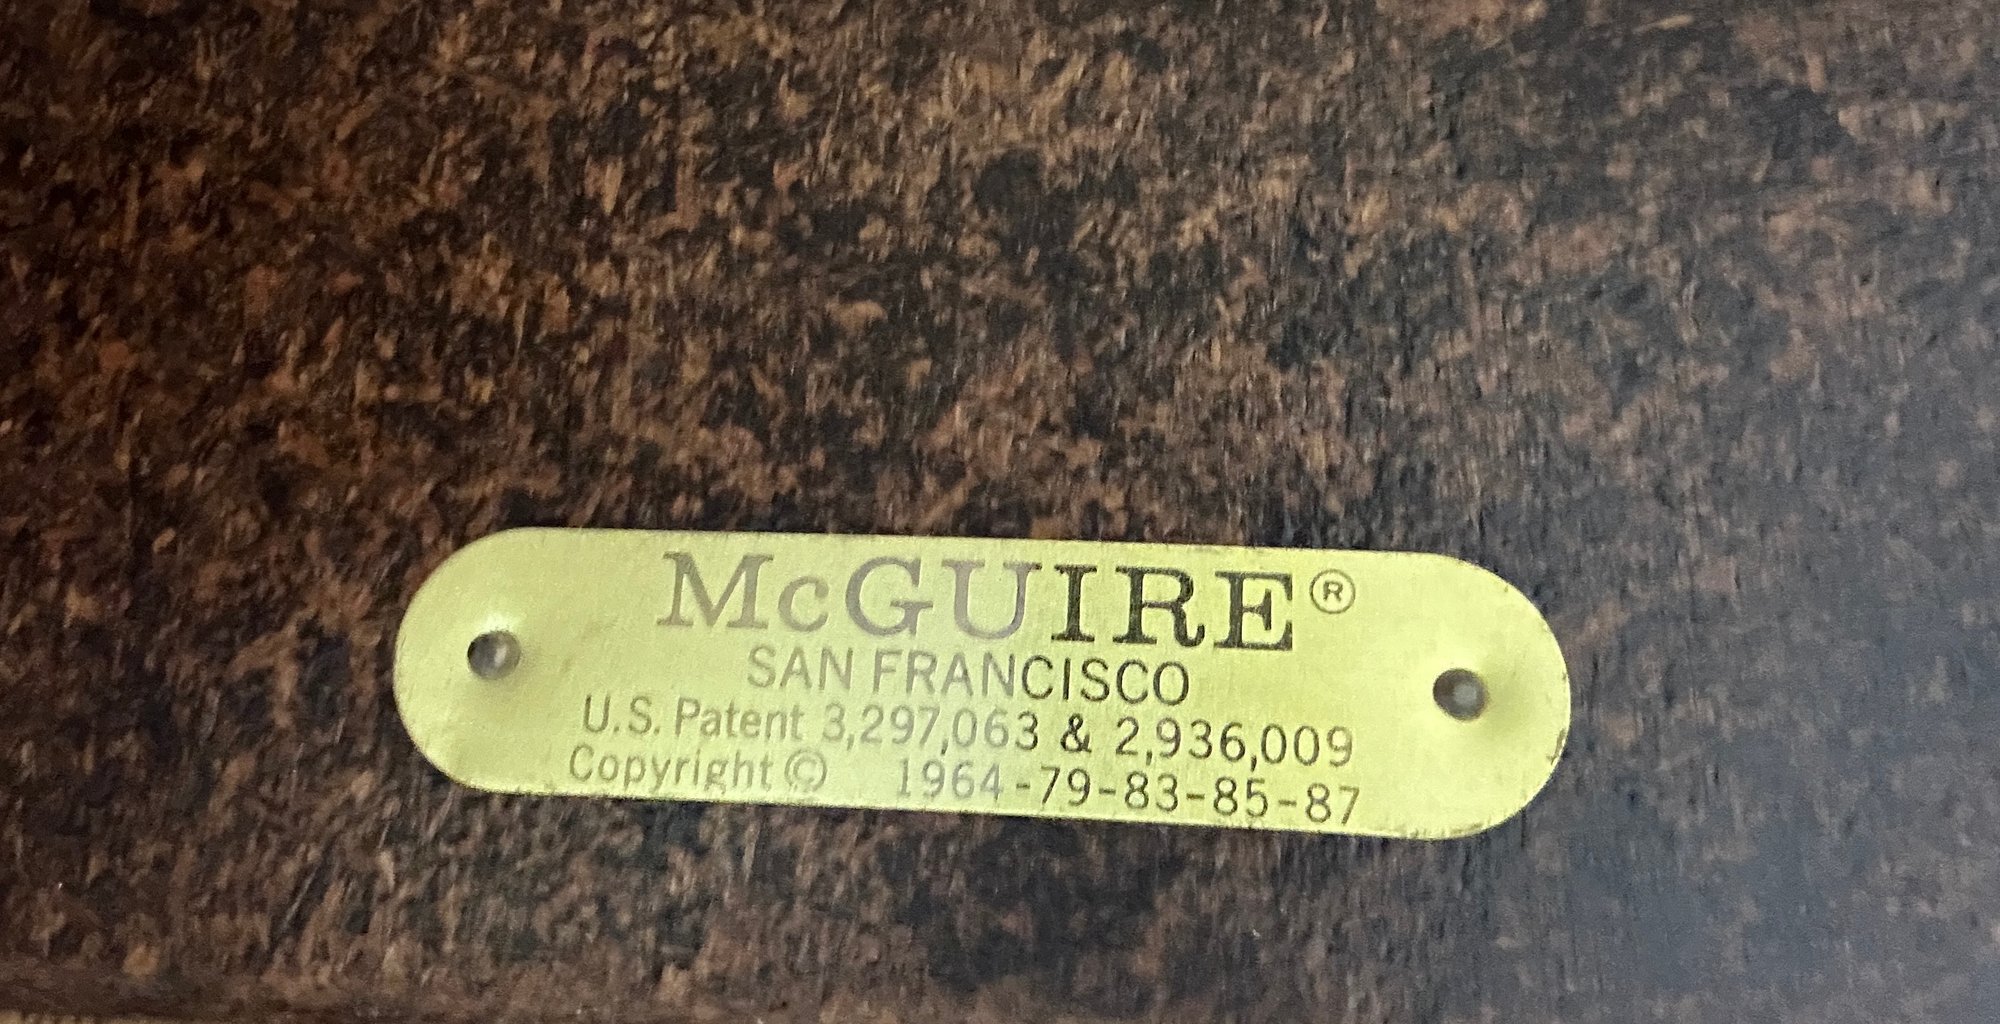 McGUIRE®
SAN FRANCISCO
U.S. Patent 3,297,063 & 2,936,009
Copyright © 1964-79-83-85-87